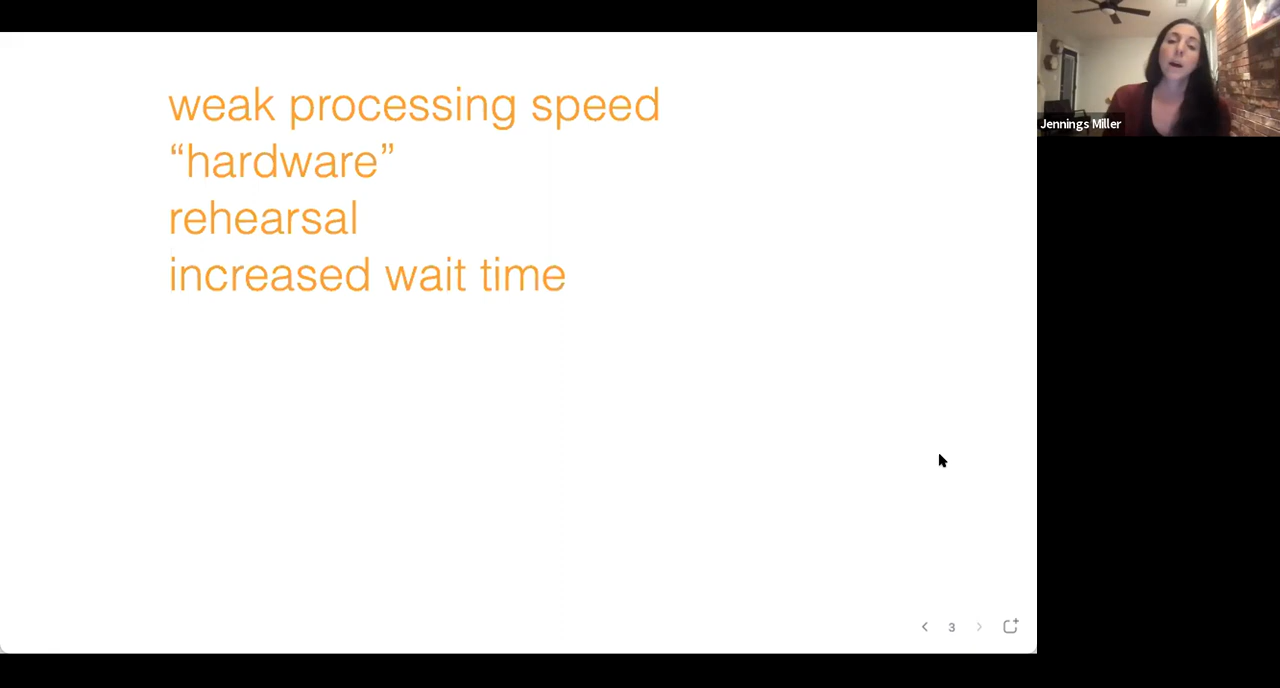 weak processing speed
“hardware”
rehearsal
increased wait time
Jennings Miller
3